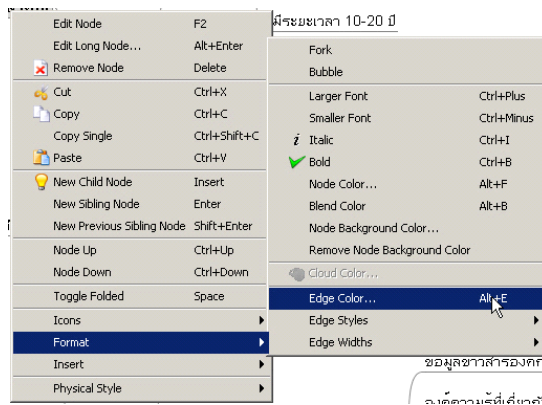 มีระยะเวลา 10-20 ปี
Edit Node F2
Edit Long Node... Alt+Enter
Remove Node Delete
Cut Ctrl+X
Copy Ctrl+C
Copy Single Ctrl+Shift+C
Paste Ctrl+V
New Child Node Insert
New Sibling Node Enter
New Previous Sibling Node Shift+Enter
Node Up Ctrl+Up
Node Down Ctrl+Down
Toggle Folded Space
Icons
Format
Insert
Physical Style
Fork
Bubble
Larger Font Ctrl+Plus
Smaller Font Ctrl+Minus
Italic Ctrl+I
Bold Ctrl+B
Node Color... Alt+F
Blend Color Alt+B
Node Background Color...
Remove Node Background Color
Cloud Color...
Edge Color... Alt+E
Edge Styles
Edge Widths